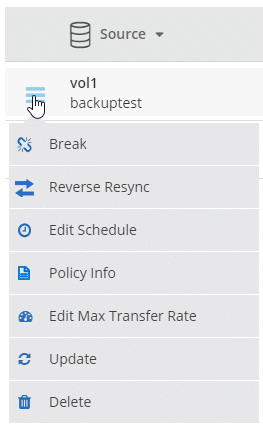 Source
vol1
backuptest
Break
Reverse Resync
Edit Schedule
Policy Info
Edit Max Transfer Rate
Update
Delete